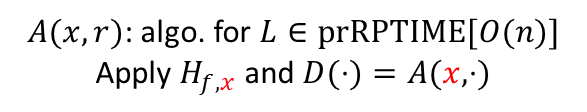 A(x, r): algo. for L ∈ prRPTIME[O(n)]
Apply H_{f,x} and D(·) = A(x,·)